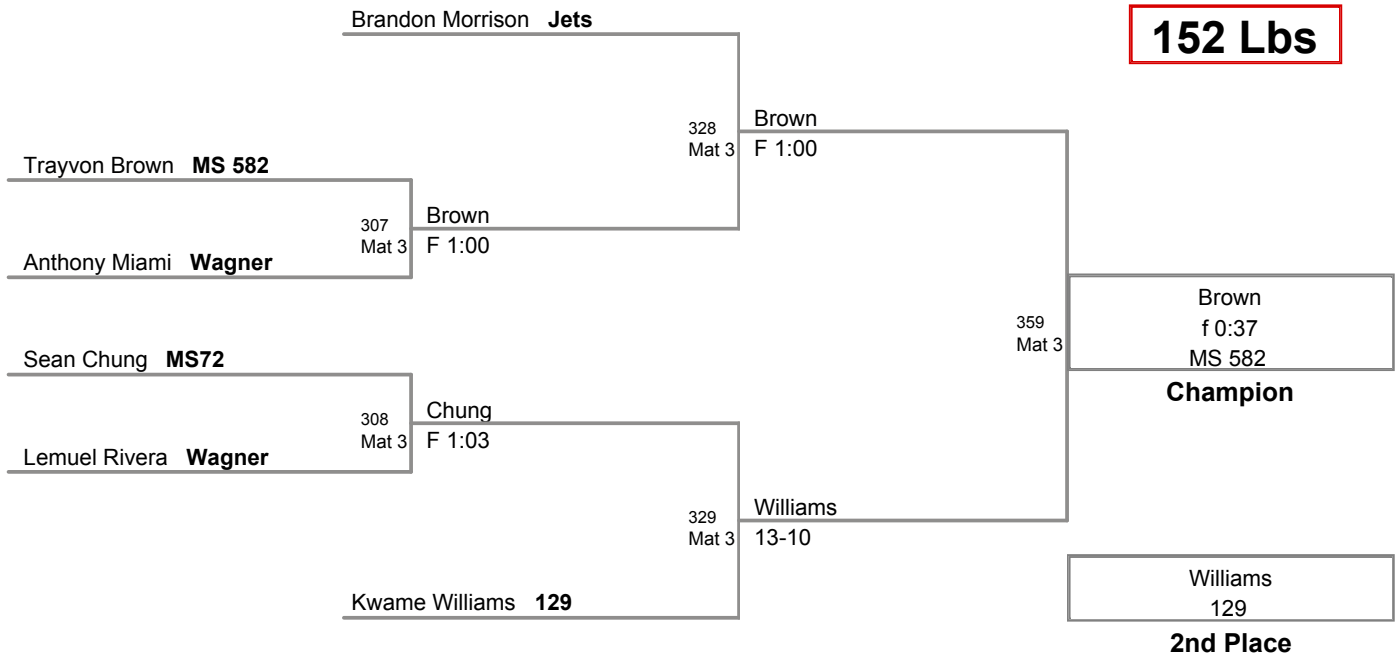 Brandon Morrison Jets
152 Lbs
328
Mat 3
Brown
F 1:00
Trayvon Brown MS 582
307
Mat 3
Brown
F 1:00
Anthony Miami Wagner
Brown
f 0:37
MS 582
359
Mat 3
Champion
Sean Chung MS72
308
Mat 3
Chung
F 1:03
Lemuel Rivera Wagner
329
Mat 3
Williams
13-10
Kwame Williams 129
Williams
129
2nd Place